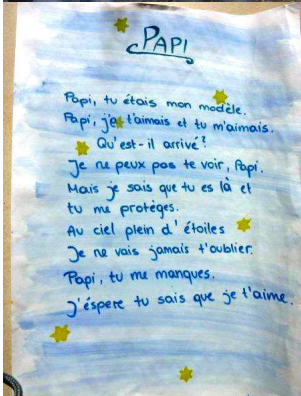 PAPI
Papi, tu étais mon modèle.
Papi, je t'aimais et tu m'aimais.
Qu'est-il arrivé?
Je ne peux pas te voir, Papi.
Mais je sais que tu es là et
tu me protèges.
Au ciel plein d'étoiles
Je ne vais jamais t'oublier.
Papi, tu me manques.
J'éspere tu sais que je t'aime.